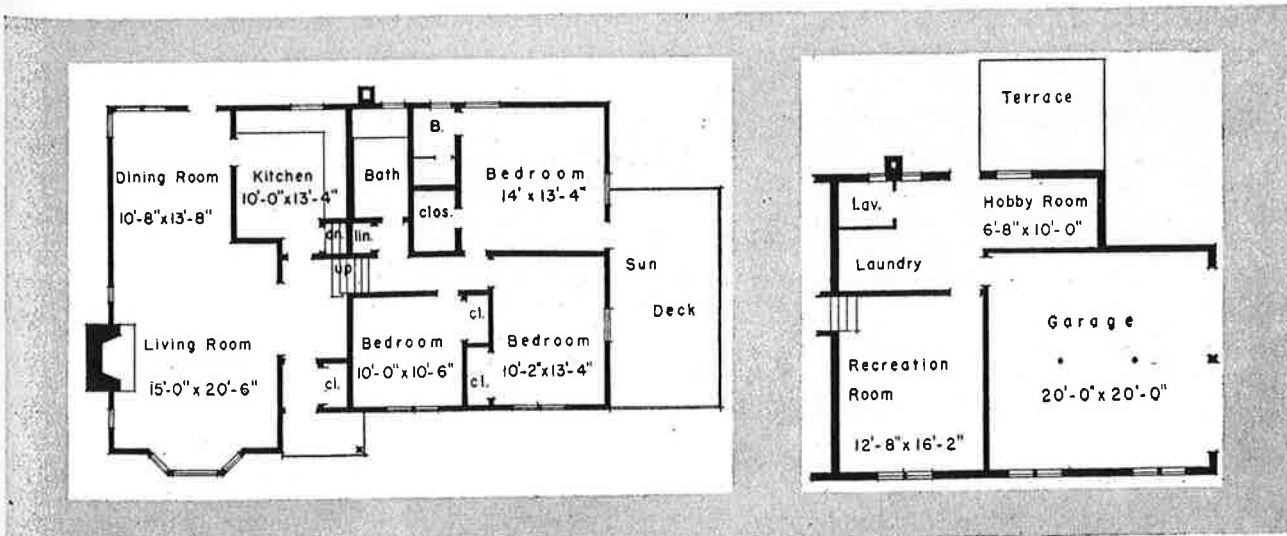 Dining Room
10'-8"x13'-8"
Kitchen
10'-0"x13'-4"
Bath
B.
clos.
Bedroom
14' x 13'-4"
dn.
lin.
up
Sun
Deck
Living Room
15'-0" x 20'-6"
cl.
Bedroom
10'-0" x 10'-6"
cl.
cl.
Bedroom
10'-2"x13'-4"
Terrace
Lav.
Hobby Room
6'-8" x 10'-0"
Laundry
Garage
20'-0" x 20'-0"
Recreation
Room
12'-8" x 16'-2"